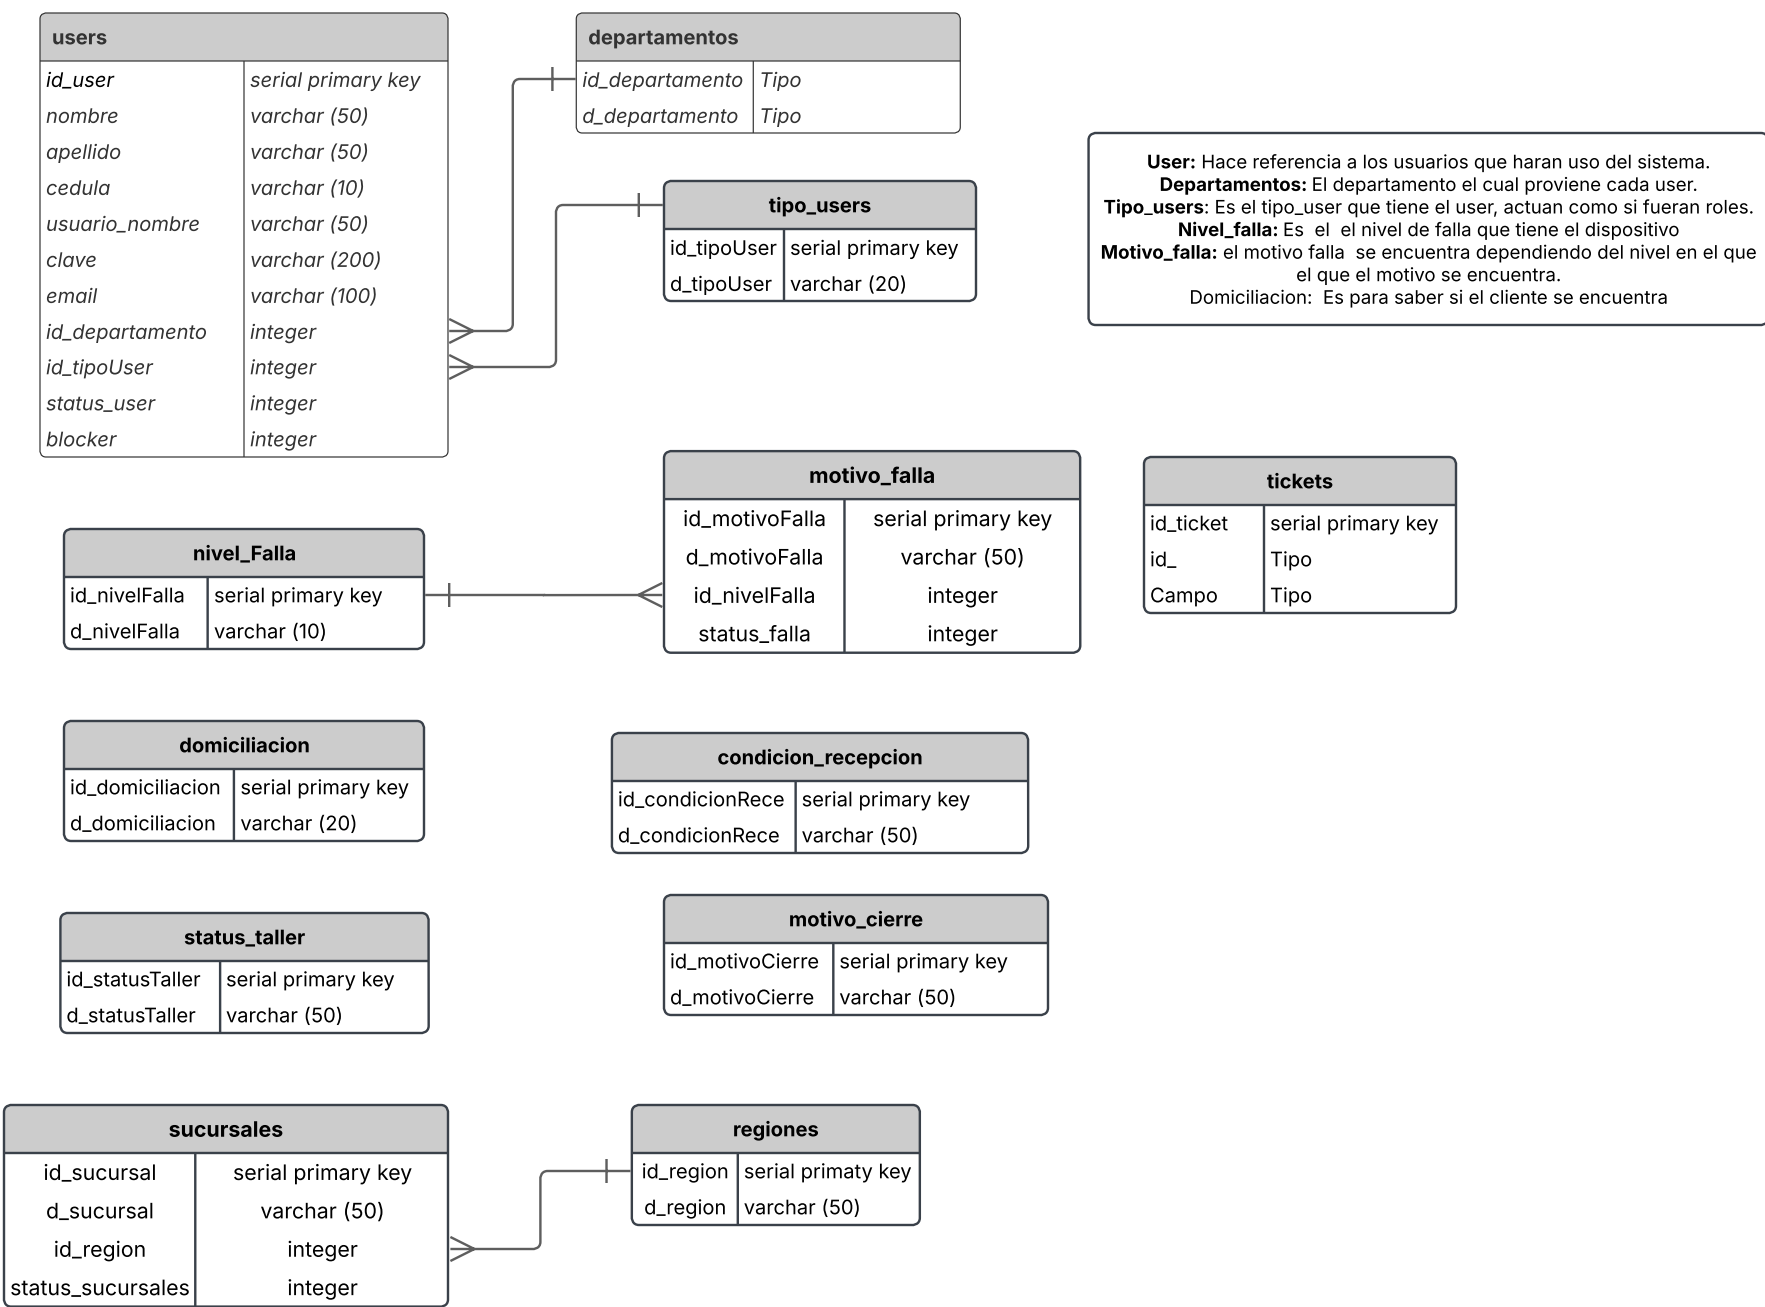 users
id_user serial primary key
nombre varchar (50)
apellido varchar (50)
cedula varchar (10)
usuario_nombre varchar (50)
clave varchar (200)
email varchar (100)
id_departamento integer
id_tipoUser integer
status_user integer
blocker integer
departamentos
id_departamento Tipo
d_departamento Tipo
tipo_users
id_tipoUser serial primary key
d_tipoUser varchar (20)
User: Hace referencia a los usuarios que haran uso del sistema.
Departamentos: El departamento el cual proviene cada user.
Tipo_users: Es el tipo_user que tiene el user, actuan como si fueran roles.
Nivel_falla: Es el el nivel de falla que tiene el dispositivo
Motivo_falla: el motivo falla se encuentra dependiendo del nivel en el que
el que el motivo se encuentra.
Domiciliacion: Es para saber si el cliente se encuentra
nivel_Falla
id_nivelFalla serial primary key
d_nivelFalla varchar (10)
motivo_falla
id_motivoFalla serial primary key
d_motivoFalla varchar (50)
id_nivelFalla integer
status_falla integer
tickets
id_ticket serial primary key
id_ Tipo
Campo Tipo
domiciliacion
id_domiciliacion serial primary key
d_domiciliacion varchar (20)
condicion_recepcion
id_condicionRece serial primary key
d_condicionRece varchar (50)
status_taller
id_statusTaller serial primary key
d_statusTaller varchar (50)
motivo_cierre
id_motivoCierre serial primary key
d_motivoCierre varchar (50)
sucursales
id_sucursal serial primary key
d_sucursal varchar (50)
id_region integer
status_sucursales integer
regiones
id_region serial primaty key
d_region varchar (50)